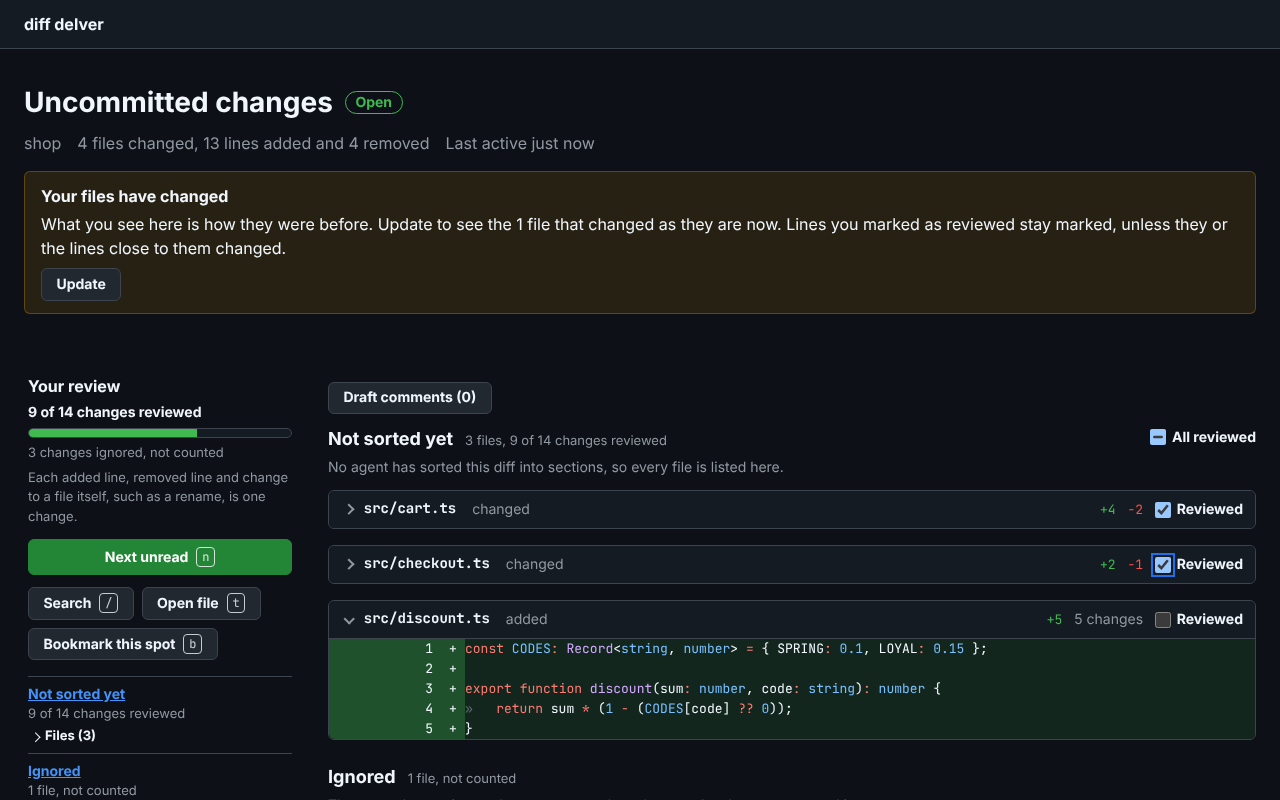 diff delver
Uncommitted changes Open
shop 4 files changed, 13 lines added and 4 removed Last active just now
Your files have changed
What you see here is how they were before. Update to see the 1 file that changed as they are now. Lines you marked as reviewed stay marked, unless they or
the lines close to them changed.
Update
Your review
9 of 14 changes reviewed
3 changes ignored, not counted
Each added line, removed line and change
to a file itself, such as a rename, is one
change.
Next unread n
Search / Open file t
Bookmark this spot b
Not sorted yet
9 of 14 changes reviewed
Files (3)
Ignored
1 file, not counted
Draft comments (0)
Not sorted yet 3 files, 9 of 14 changes reviewed All reviewed
No agent has sorted this diff into sections, so every file is listed here.
src/cart.ts changed +4 -2 Reviewed
src/checkout.ts changed +2 -1 Reviewed
src/discount.ts added +5 5 changes Reviewed
1 + const CODES: Record<string, number> = { SPRING: 0.1, LOYAL: 0.15 };
2 +
3 + export function discount(sum: number, code: string): number {
4 + » return sum * (1 - (CODES[code] ?? 0));
5 + }
Ignored 1 file, not counted